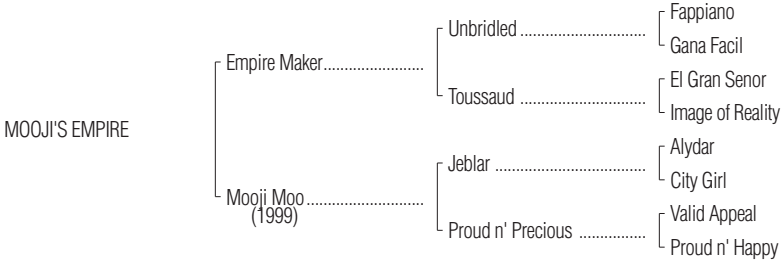 Fappiano
Unbridled ..............................
Gana Facil
Empire Maker........................
El Gran Senor
Toussaud ..............................
Image of Reality
MOOJI'S EMPIRE
Alydar
Jeblar ....................................
City Girl
Mooji Moo............................
(1999)
Valid Appeal
Proud n' Precious ................
Proud n' Happy